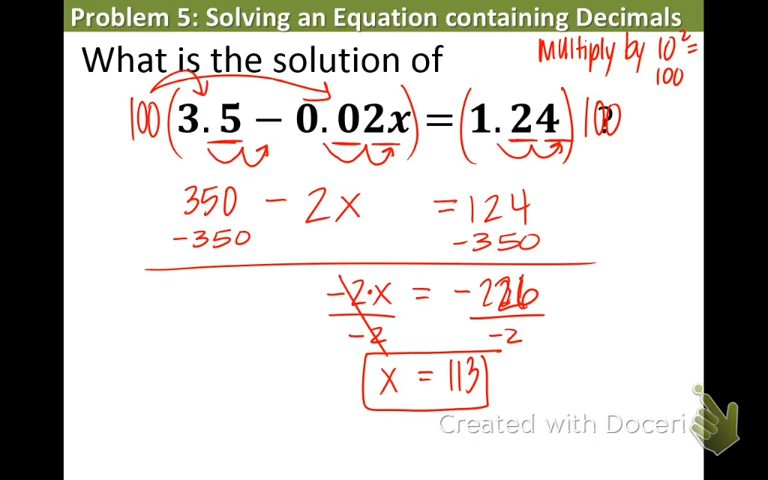 Problem 5: Solving an Equation containing Decimals
What is the solution of
Multiply by 10² =
100
100 (3.5 − 0.02x) = (1.24) 100 ?
350 − 2x = 124
−350 −350
−2·x = −226
−2 −2
x = 113
Created with Doceri